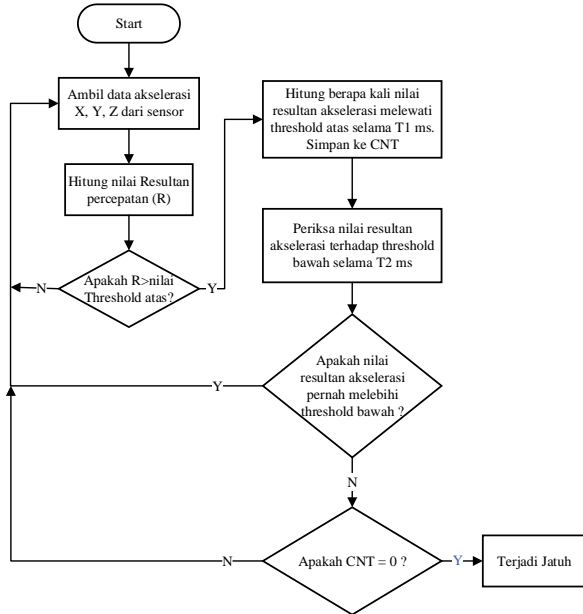 Start
Ambil data akselerasi
X, Y, Z dari sensor
Hitung nilai Resultan
percepatan (R)
Apakah R>nilai
Threshold atas?
N
Y
Hitung berapa kali nilai
resultan akselerasi melewati
threshold atas selama T1 ms.
Simpan ke CNT
Periksa nilai resultan
akselerasi terhadap threshold
bawah selama T2 ms
Apakah nilai
resultan akselerasi
pernah melebihi
threshold bawah ?
Y
N
Apakah CNT = 0 ?
N
Y
Terjadi Jatuh